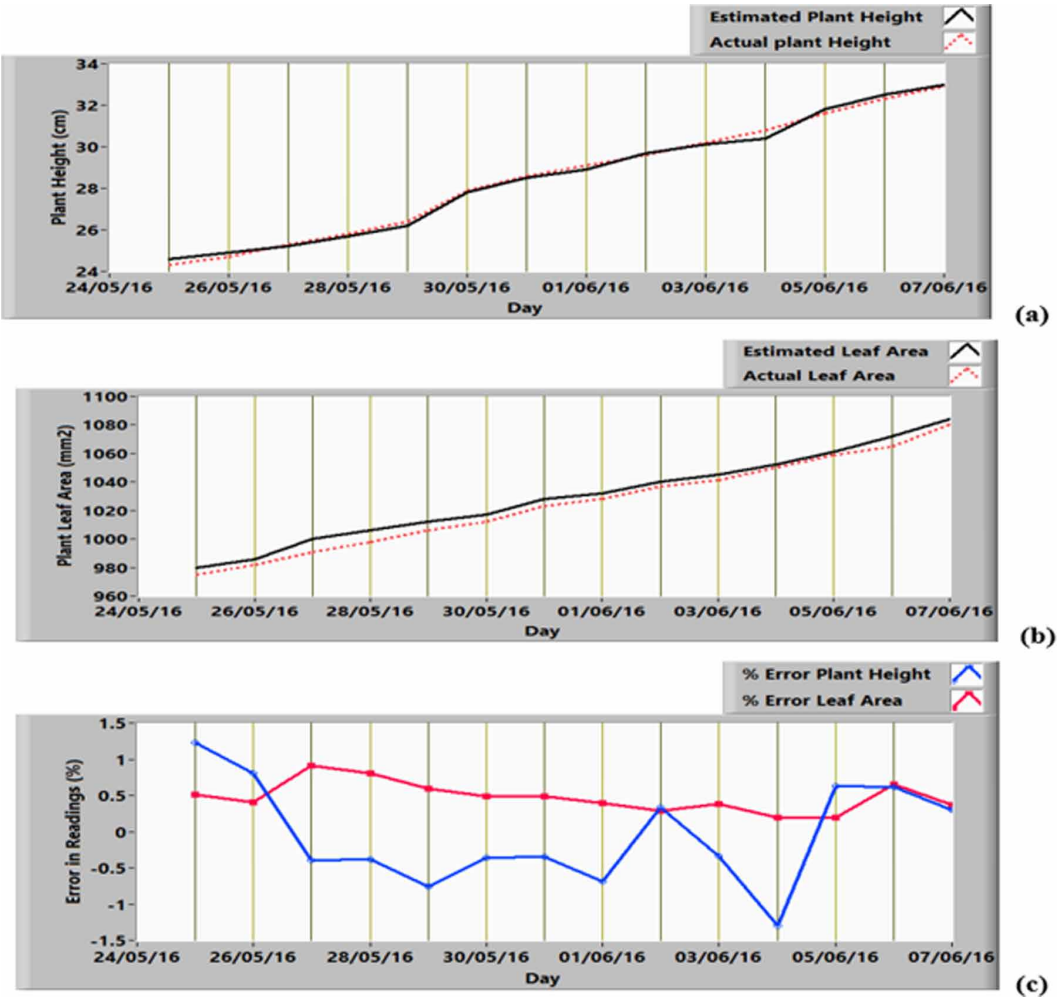 Estimated Plant Height
Actual plant Height
34
32
30
28
26
24
Plant Height (cm)
24/05/16 26/05/16 28/05/16 30/05/16 01/06/16 03/06/16 05/06/16 07/06/16
Day
(a)
Estimated Leaf Area
Actual Leaf Area
1100
1080
1060
1040
1020
1000
980
960
Plant Leaf Area (mm2)
24/05/16 26/05/16 28/05/16 30/05/16 01/06/16 03/06/16 05/06/16 07/06/16
Day
(b)
% Error Plant Height
% Error Leaf Area
1.5
1
0.5
0
-0.5
-1
-1.5
Error in Readings (%)
24/05/16 26/05/16 28/05/16 30/05/16 01/06/16 03/06/16 05/06/16 07/06/16
Day
(c)